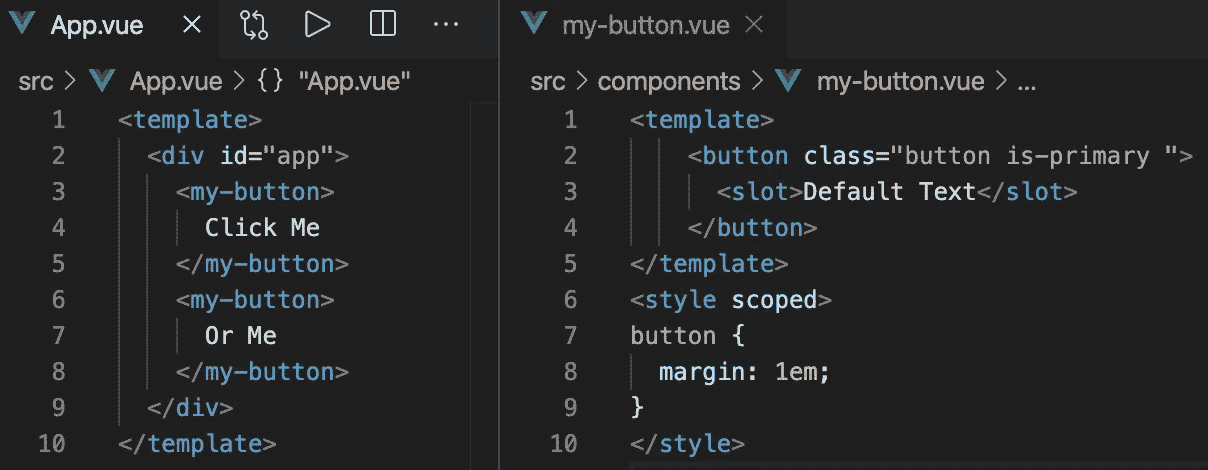 App.vue
src > App.vue > {} "App.vue"
1 <template>
2   <div id="app">
3     <my-button>
4       Click Me
5     </my-button>
6     <my-button>
7       Or Me
8     </my-button>
9   </div>
10 </template>
my-button.vue
src > components > my-button.vue > ...
1 <template>
2     <button class="button is-primary ">
3       <slot>Default Text</slot>
4     </button>
5 </template>
6 <style scoped>
7 button {
8   margin: 1em;
9 }
10 </style>